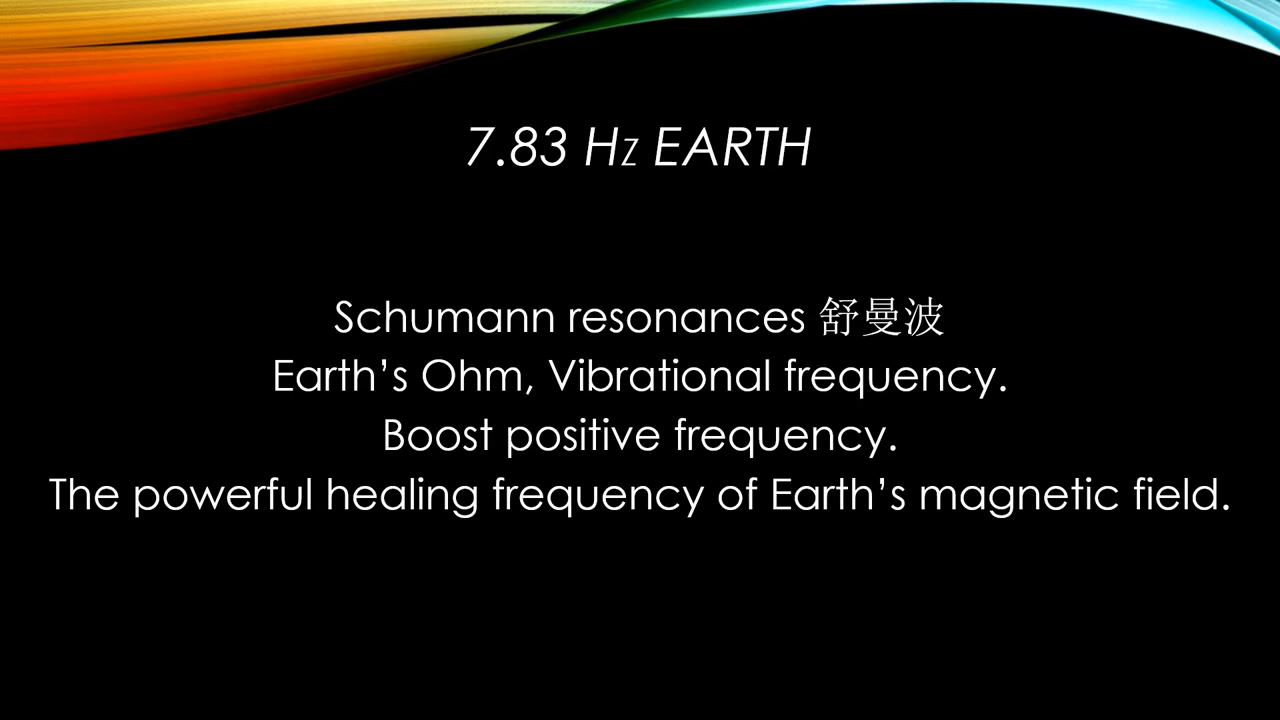 7.83 Hz EARTH
Schumann resonances 舒曼波
Earth’s Ohm, Vibrational frequency.
Boost positive frequency.
The powerful healing frequency of Earth’s magnetic field.